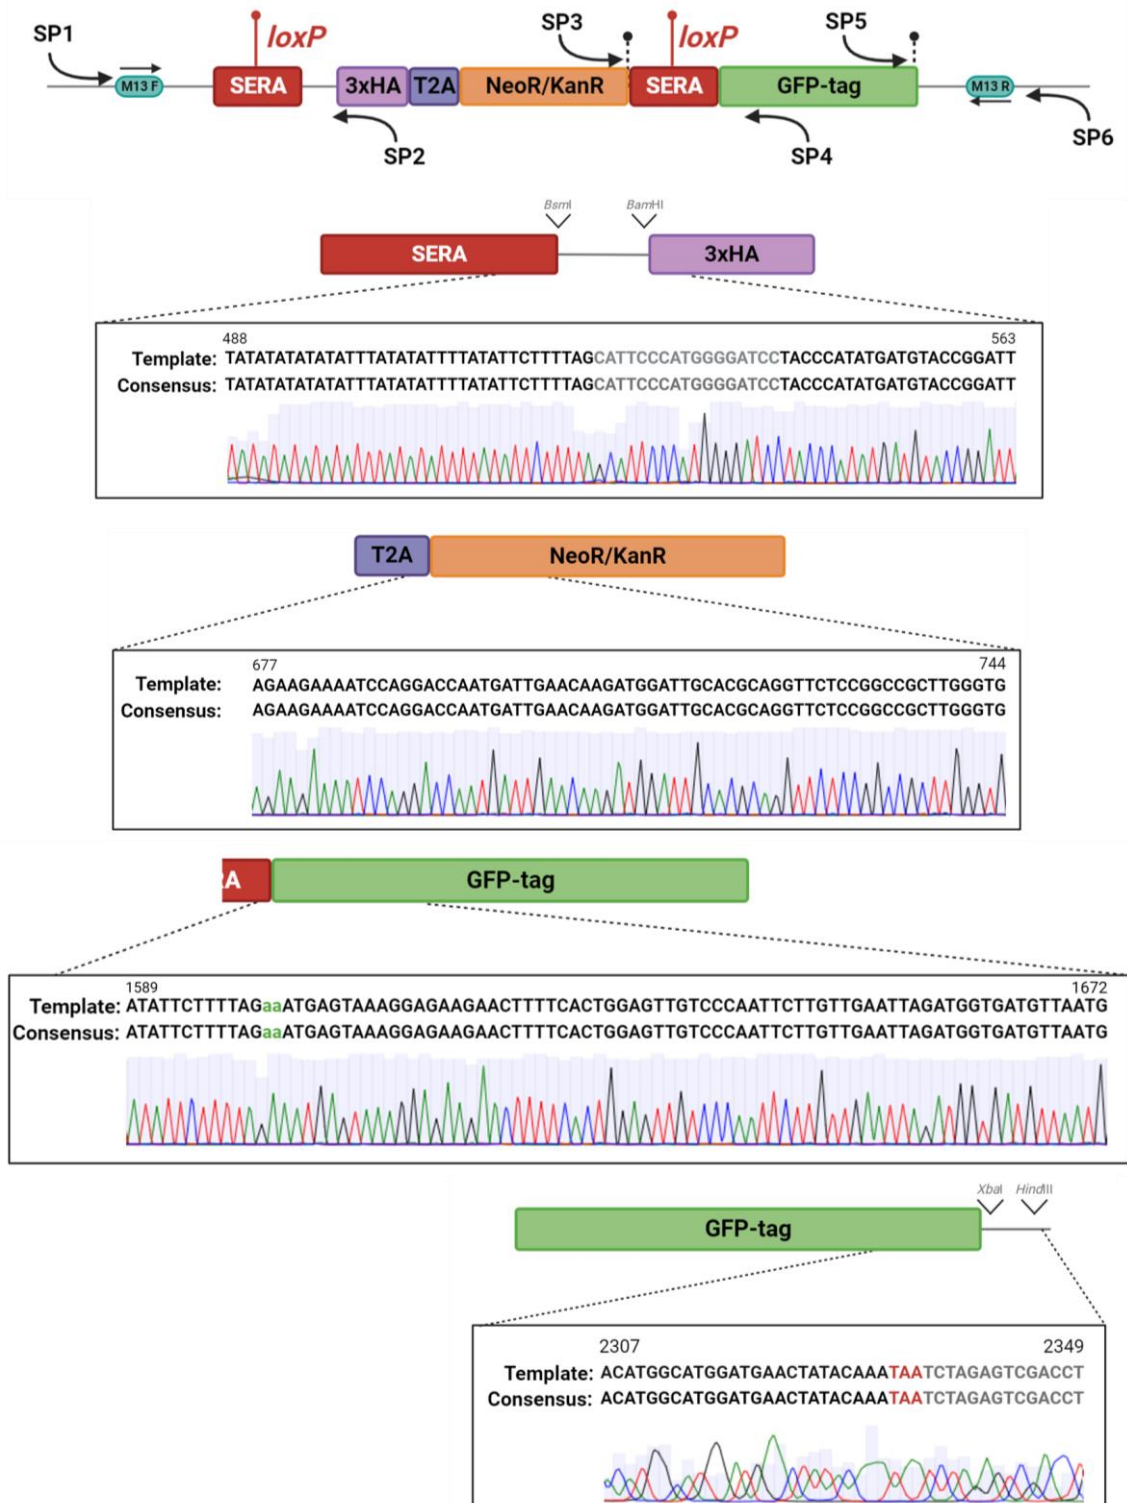 SP1
loxP
SP3
loxP
SP5
M13 F
SERA
3xHA
T2A
NeoR/KanR
SERA
GFP-tag
M13 R
SP2
SP4
SP6
BsmI
BamHI
SERA
3xHA
488
563
Template: TATATATATATATTTATATATTTTATATTCTTTTAGCATTCCCATGGGGATCCTACCCATATGATGTACCGGATT
Consensus: TATATATATATATTTATATATTTTATATTCTTTTAGCATTCCCATGGGGATCCTACCCATATGATGTACCGGATT
T2A
NeoR/KanR
677
744
Template: AGAAGAAAATCCAGGACCAATGATTGAACAAGATGGATTGCACGCAGGTTCTCCGGCCGCTTGGGTG
Consensus: AGAAGAAAATCCAGGACCAATGATTGAACAAGATGGATTGCACGCAGGTTCTCCGGCCGCTTGGGTG
GFP-tag
1589
1672
Template: ATATTCTTTTAGaaATGAGTAAAGGAGAAGAACTTTTCACTGGAGTTGTCCCAATTCTTGTTGAATTAGATGGTGATGTTAATG
Consensus: ATATTCTTTTAGaaATGAGTAAAGGAGAAGAACTTTTCACTGGAGTTGTCCCAATTCTTGTTGAATTAGATGGTGATGTTAATG
XbaI
HindIII
GFP-tag
2307
2349
Template: ACATGGCATGGATGAACTATACAAATAATCTAGAGTCGACCT
Consensus: ACATGGCATGGATGAACTATACAAATAATCTAGAGTCGACCT